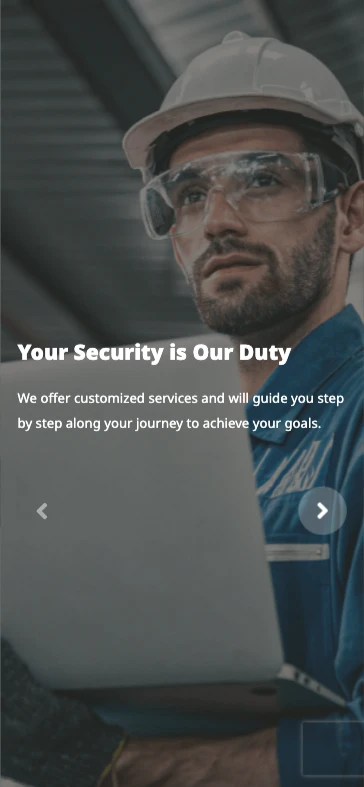 Your Security is Our Duty
We offer customized services and will guide you step
by step along your journey to achieve your goals.